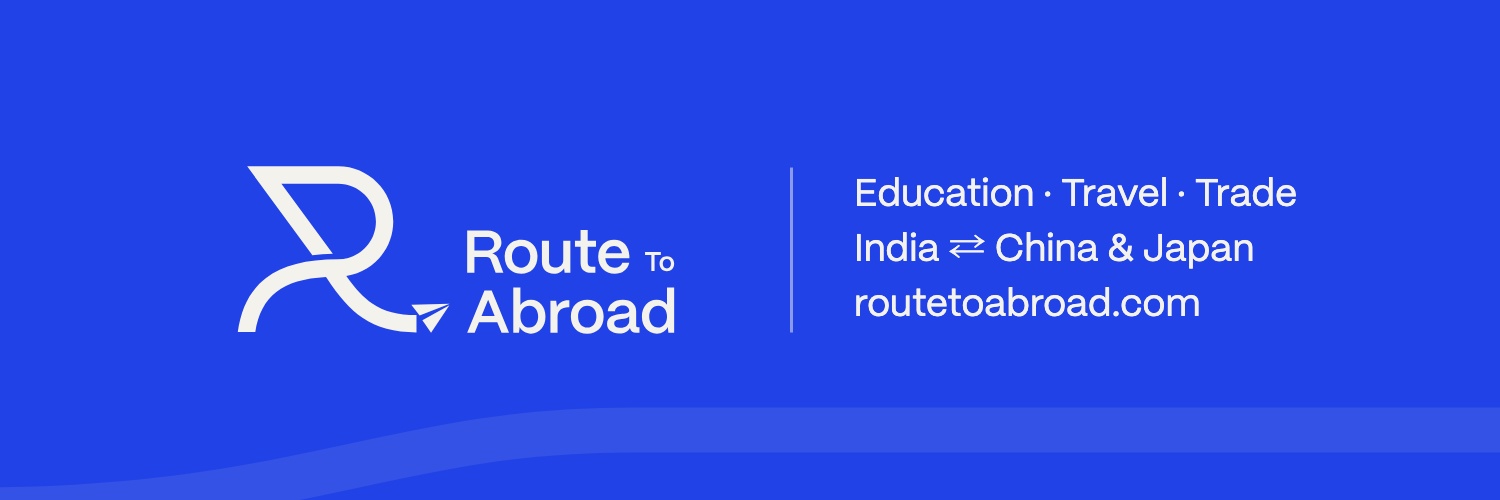 Route To
Abroad
Education · Travel · Trade
India ⇄ China & Japan
routetoabroad.com